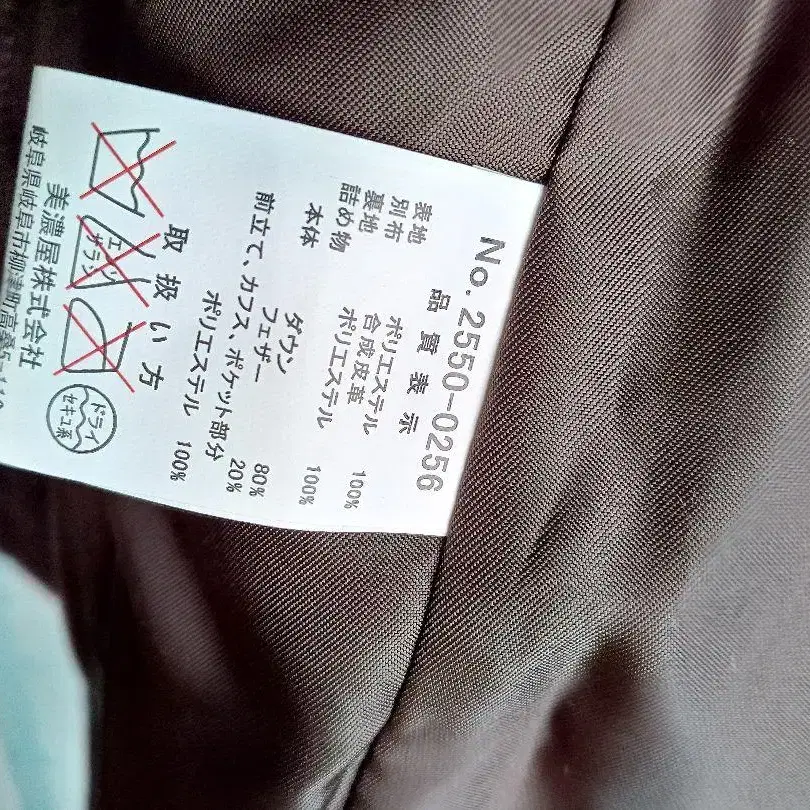 No. 2550-0256
品質表示
表地 ポリエステル 100%
別布 合成皮革
裏地 ポリエステル 100%
詰め物
本体 ダウン 80%
フェザー 20%
前立て、カフス、ポケット部分
ポリエステル 100%
取扱い方
エンソ
サラシ
ドライ
セキユ系
美濃屋株式会社
岐阜県岐阜市柳津町高桑5-112